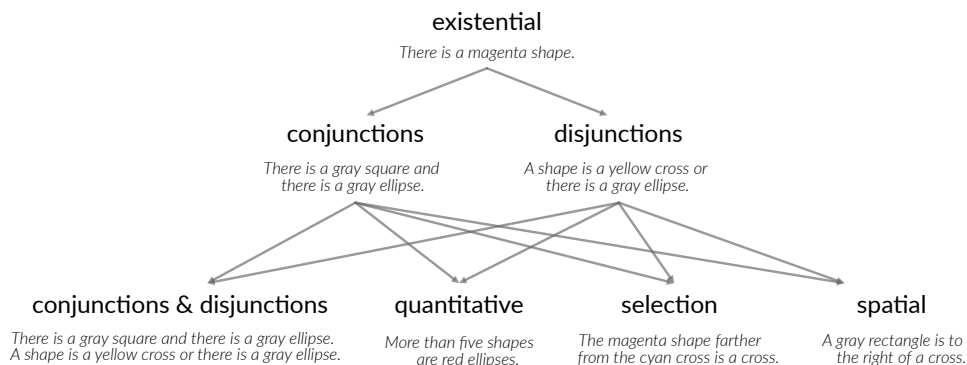 existential
There is a magenta shape.
conjunctions
There is a gray square and
there is a gray ellipse.
disjunctions
A shape is a yellow cross or
there is a gray ellipse.
conjunctions & disjunctions
There is a gray square and there is a gray ellipse.
A shape is a yellow cross or there is a gray ellipse.
quantitative
More than five shapes
are red ellipses.
selection
The magenta shape farther
from the cyan cross is a cross.
spatial
A gray rectangle is to
the right of a cross.